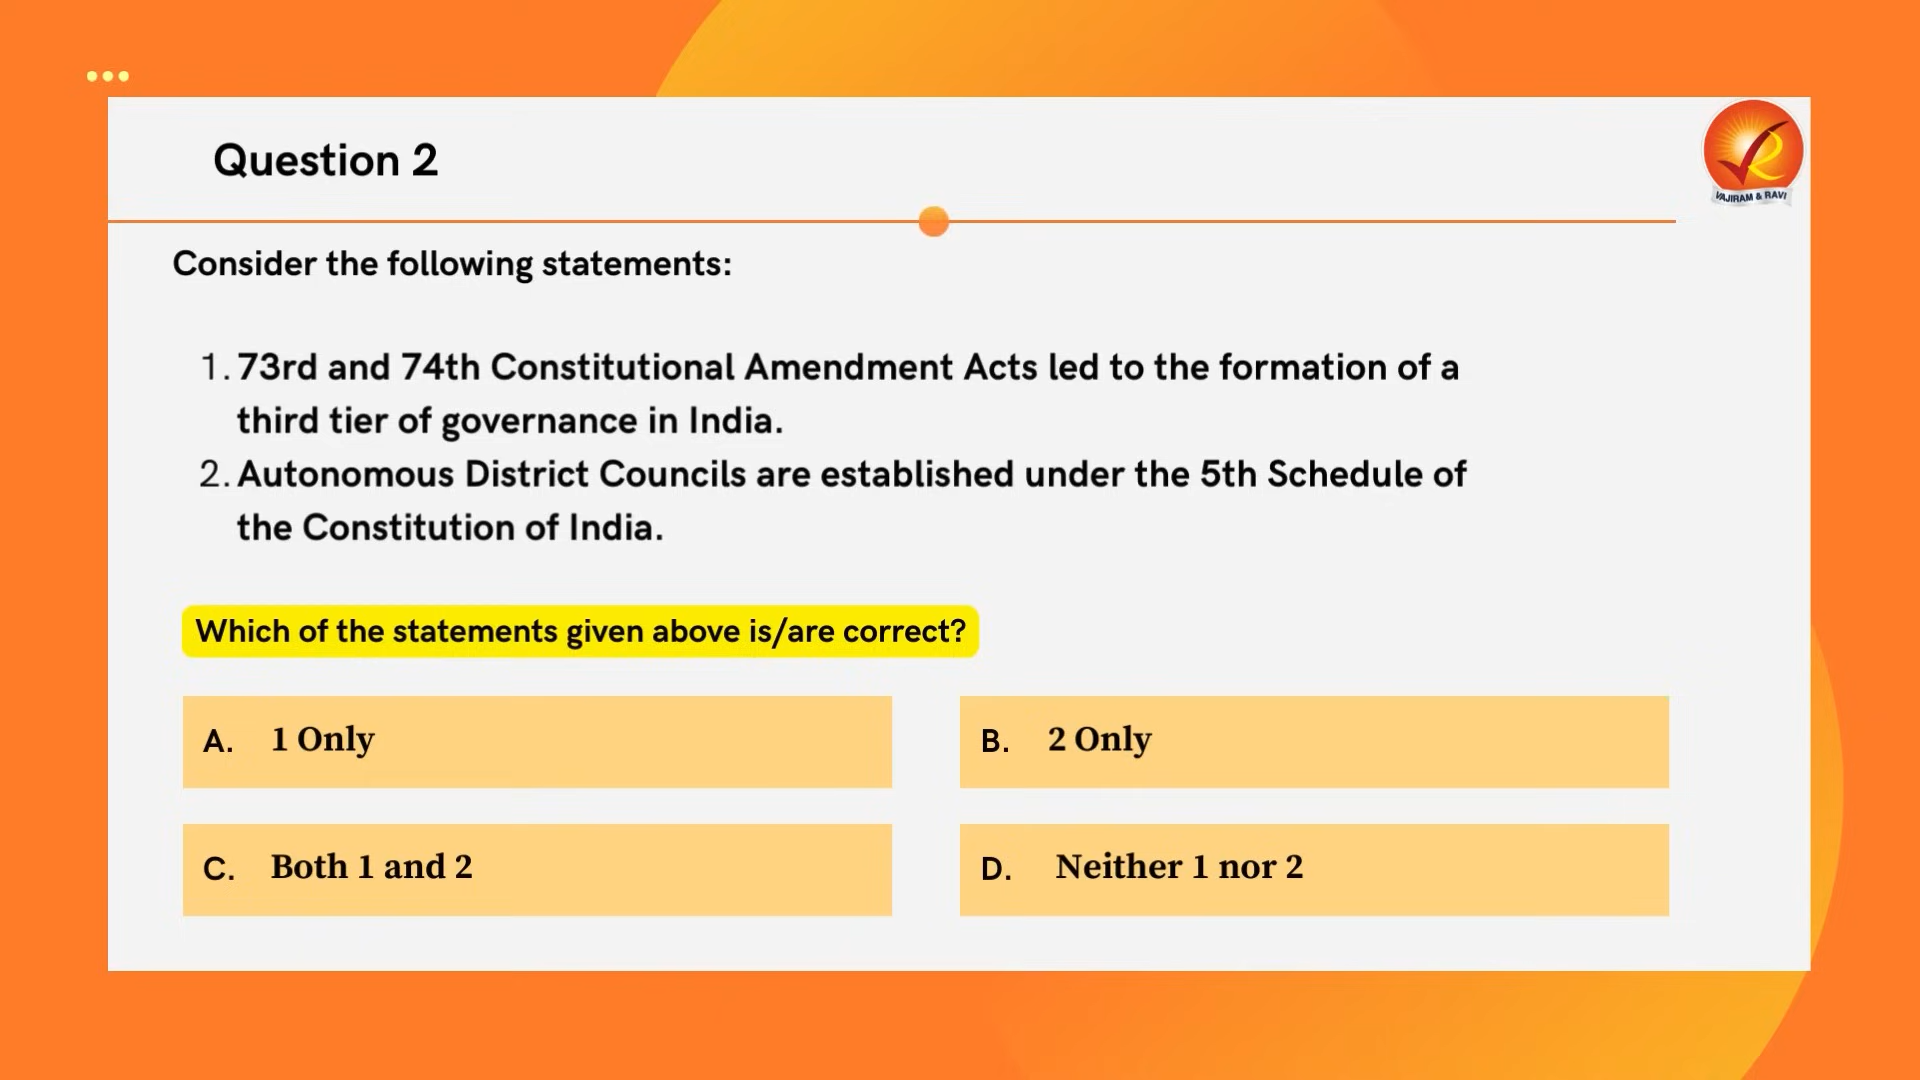 Question 2
VAJIRAM & RAVI
Consider the following statements:
1. 73rd and 74th Constitutional Amendment Acts led to the formation of a
third tier of governance in India.
2. Autonomous District Councils are established under the 5th Schedule of
the Constitution of India.
Which of the statements given above is/are correct?
A. 1 Only
B. 2 Only
C. Both 1 and 2
D. Neither 1 nor 2